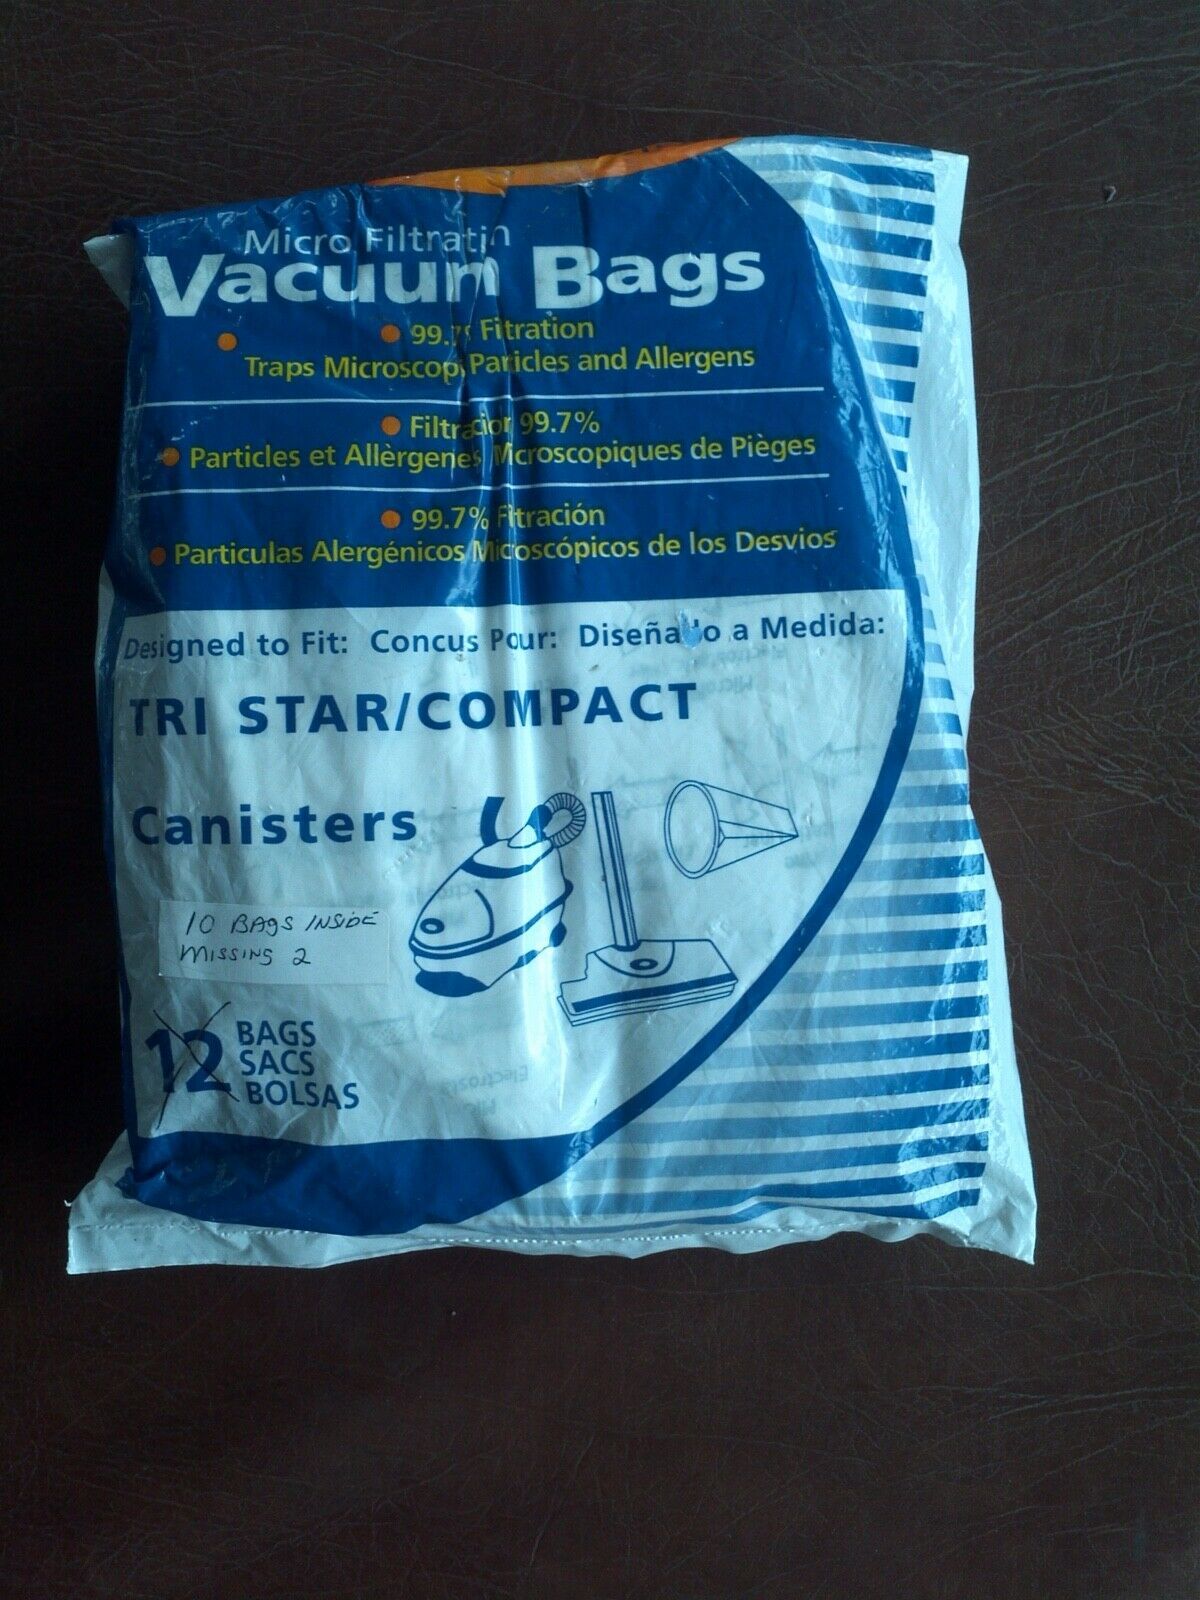 Micro Filtratin
Vacuum Bags
99.7% Fitration
Traps Microscop Paricles and Allergens
Filtracion 99.7%
Particles et Allèrgenes Microscopiques de Pièges
99.7% Fitración
Particulas Alergénicos Micoscópicos de los Desvios
Designed to Fit: Concus Pour: Diseñado a Medida:
TRI STAR/COMPACT
Canisters
10 BAgS INSIDE
MISSING 2
12 BAGS
SACS
BOLSAS